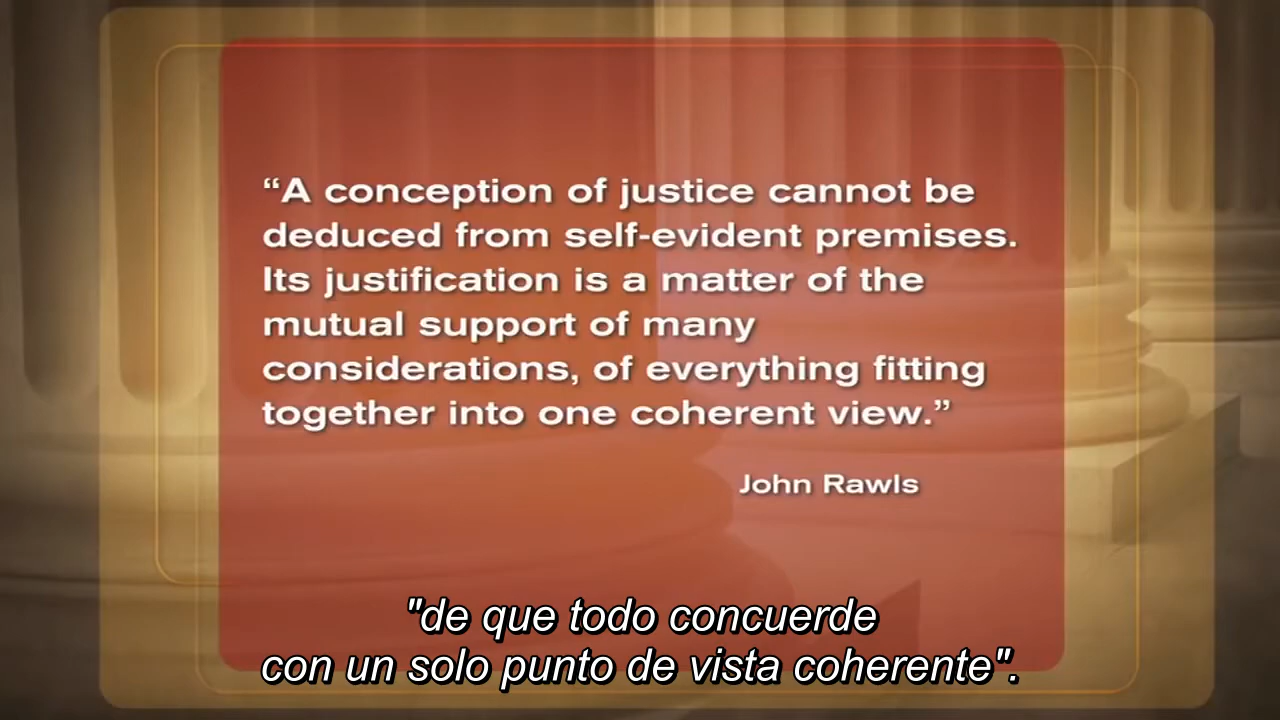 “A conception of justice cannot be
deduced from self-evident premises.
Its justification is a matter of the
mutual support of many
considerations, of everything fitting
together into one coherent view.”
John Rawls
"de que todo concuerde
con un solo punto de vista coherente".